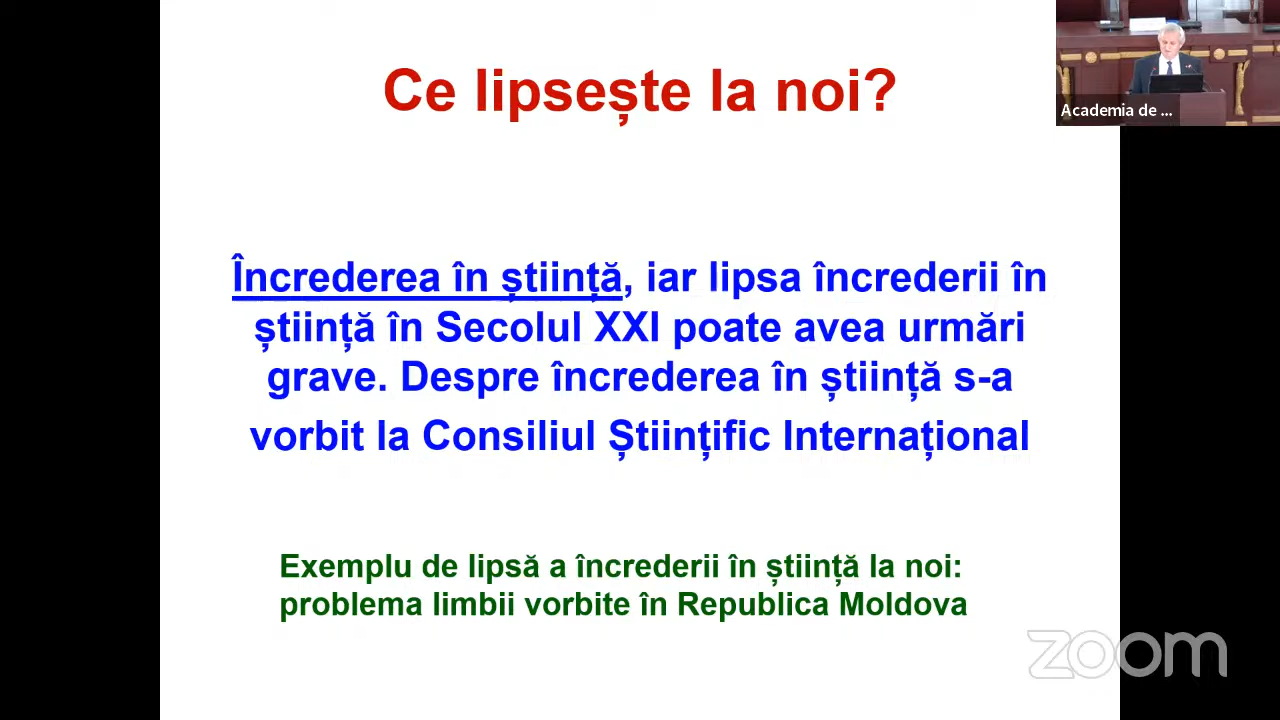 Ce lipsește la noi?
Academia de ...
Încrederea în știință, iar lipsa încrederii în
știință în Secolul XXI poate avea urmări
grave. Despre încrederea în știință s-a
vorbit la Consiliul Științific Internațional
Exemplu de lipsă a încrederii în știință la noi:
problema limbii vorbite în Republica Moldova
zoom